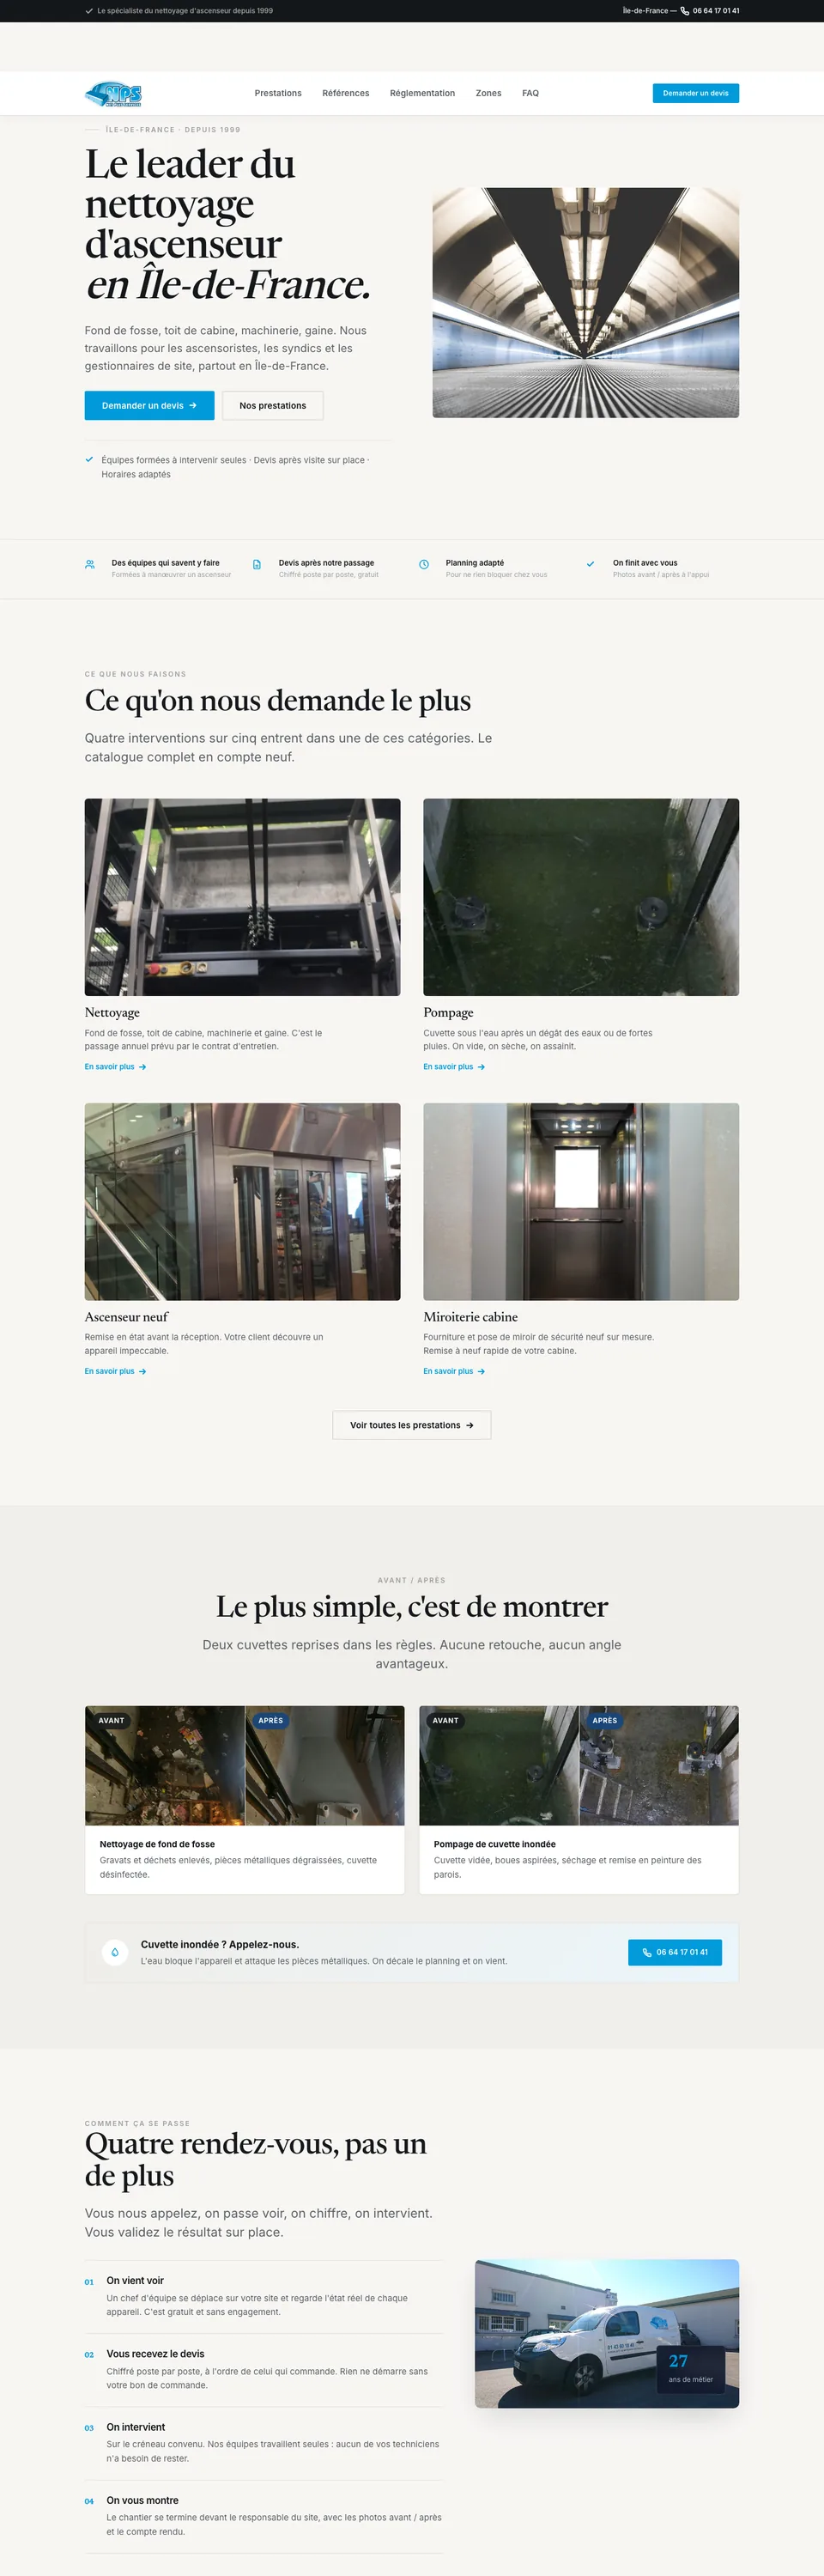 Le spécialiste du nettoyage d'ascenseur depuis 1999
Île-de-France — 06 64 17 01 41
NPS
Prestations Références Réglementation Zones FAQ
Demander un devis
ÎLE-DE-FRANCE · DEPUIS 1999
Le leader du
nettoyage
d'ascenseur
en Île-de-France.
Fond de fosse, toit de cabine, machinerie, gaine. Nous
travaillons pour les ascensoristes, les syndics et les
gestionnaires de site, partout en Île-de-France.
Demander un devis →
Nos prestations
Équipes formées à intervenir seules · Devis après visite sur place ·
Horaires adaptés
Des équipes qui savent y faire
Formées à manœuvrer un ascenseur
Devis après notre passage
Chiffré poste par poste, gratuit
Planning adapté
Pour ne rien bloquer chez vous
On finit avec vous
Photos avant / après à l'appui
CE QUE NOUS FAISONS
Ce qu'on nous demande le plus
Quatre interventions sur cinq entrent dans une de ces catégories. Le
catalogue complet en compte neuf.
Nettoyage
Fond de fosse, toit de cabine, machinerie et gaine. C'est le
passage annuel prévu par le contrat d'entretien.
En savoir plus →
Pompage
Cuvette sous l'eau après un dégât des eaux ou de fortes
pluies. On vide, on sèche, on assainit.
En savoir plus →
Ascenseur neuf
Remise en état avant la réception. Votre client découvre un
appareil impeccable.
En savoir plus →
Miroiterie cabine
Fourniture et pose de miroir de sécurité neuf sur mesure.
Remise à neuf rapide de votre cabine.
En savoir plus →
Voir toutes les prestations →
AVANT / APRÈS
Le plus simple, c'est de montrer
Deux cuvettes reprises dans les règles. Aucune retouche, aucun angle
avantageux.
AVANT
APRÈS
AVANT
APRÈS
Nettoyage de fond de fosse
Gravats et déchets enlevés, pièces métalliques dégraissées, cuvette
désinfectée.
Pompage de cuvette inondée
Cuvette vidée, boues aspirées, séchage et remise en peinture des
parois.
Cuvette inondée ? Appelez-nous.
L'eau bloque l'appareil et attaque les pièces métalliques. On décale le planning et on vient.
06 64 17 01 41
COMMENT ÇA SE PASSE
Quatre rendez-vous, pas un
de plus
Vous nous appelez, on passe voir, on chiffre, on intervient.
Vous validez le résultat sur place.
01 On vient voir
Un chef d'équipe se déplace sur votre site et regarde l'état réel de chaque
appareil. C'est gratuit et sans engagement.
02 Vous recevez le devis
Chiffré poste par poste, à l'ordre de celui qui commande. Rien ne démarre sans
votre bon de commande.
03 On intervient
Sur le créneau convenu. Nos équipes travaillent seules : aucun de vos techniciens
n'a besoin de rester.
04 On vous montre
Le chantier se termine devant le responsable du site, avec les photos avant / après
et le compte rendu.
27
ans de métier